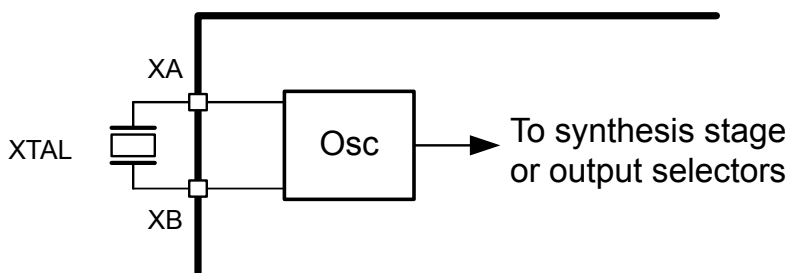 XA
XTAL
Osc
To synthesis stage
or output selectors
XB